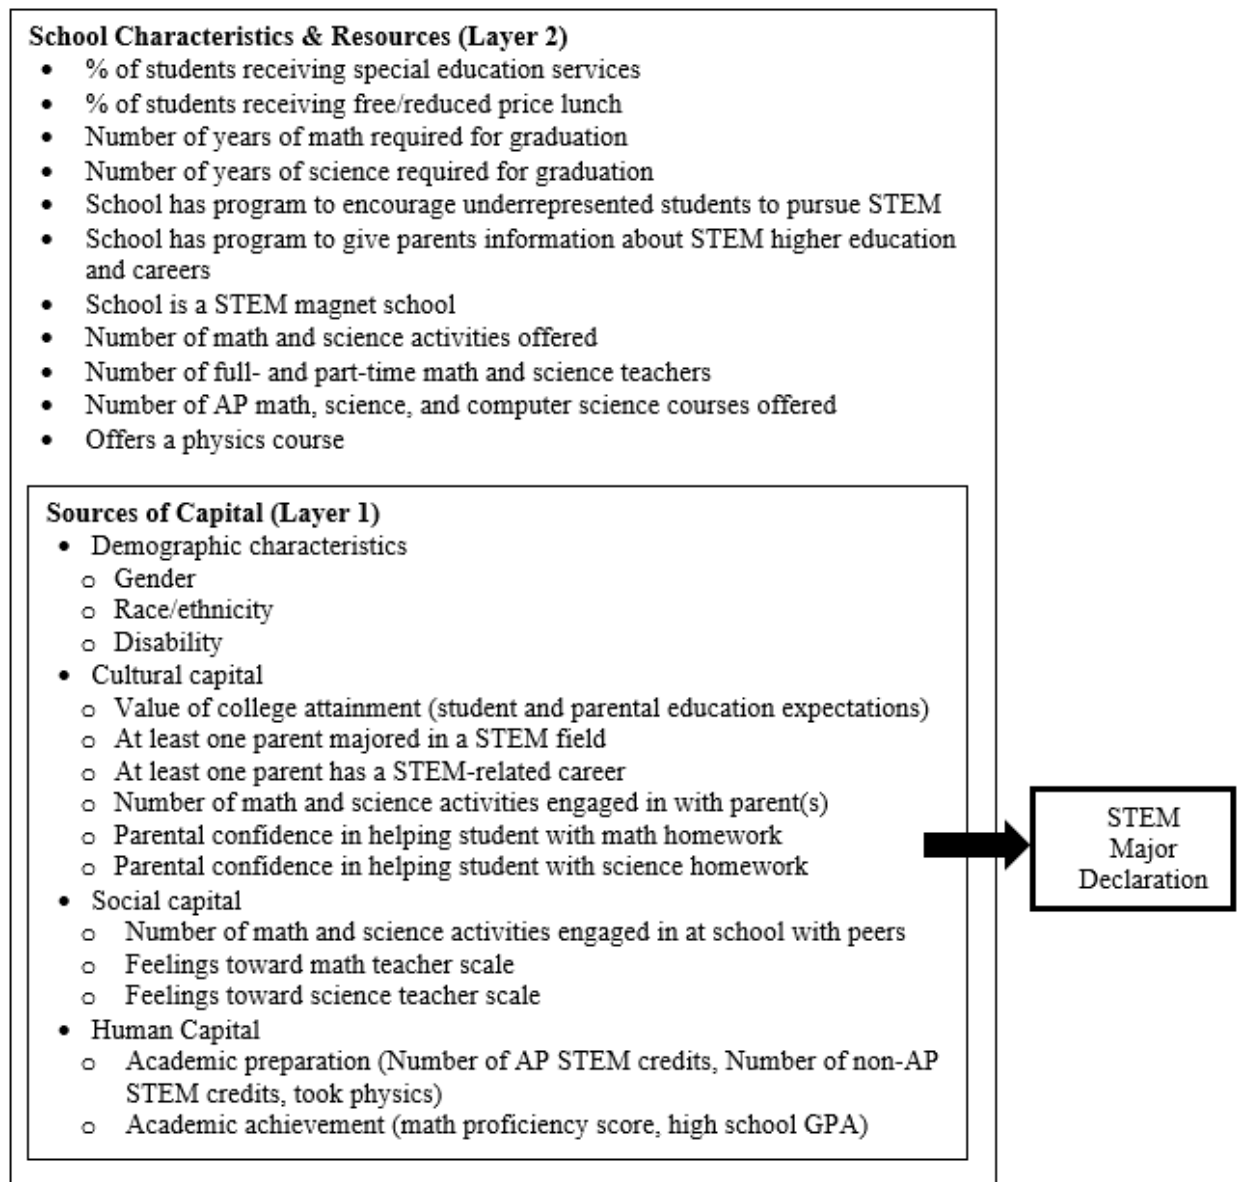 School Characteristics & Resources (Layer 2)
• % of students receiving special education services
• % of students receiving free/reduced price lunch
• Number of years of math required for graduation
• Number of years of science required for graduation
• School has program to encourage underrepresented students to pursue STEM
• School has program to give parents information about STEM higher education
and careers
• School is a STEM magnet school
• Number of math and science activities offered
• Number of full- and part-time math and science teachers
• Number of AP math, science, and computer science courses offered
• Offers a physics course
Sources of Capital (Layer 1)
• Demographic characteristics
o Gender
o Race/ethnicity
o Disability
• Cultural capital
o Value of college attainment (student and parental education expectations)
o At least one parent majored in a STEM field
o At least one parent has a STEM-related career
o Number of math and science activities engaged in with parent(s)
o Parental confidence in helping student with math homework
o Parental confidence in helping student with science homework
• Social capital
o Number of math and science activities engaged in at school with peers
o Feelings toward math teacher scale
o Feelings toward science teacher scale
• Human Capital
o Academic preparation (Number of AP STEM credits, Number of non-AP
STEM credits, took physics)
o Academic achievement (math proficiency score, high school GPA)
STEM
Major
Declaration